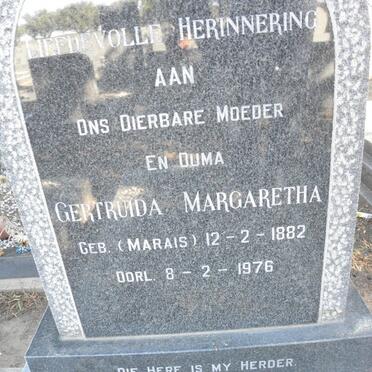 LIEFDEVOLLE HERINNERING
AAN
ONS DIERBARE MOEDER
EN OUMA
GERTRUIDA MARGARETHA
GEB. (MARAIS) 12-2-1882
OORL. 8-2-1976
DIE HERE IS MY HERDER.